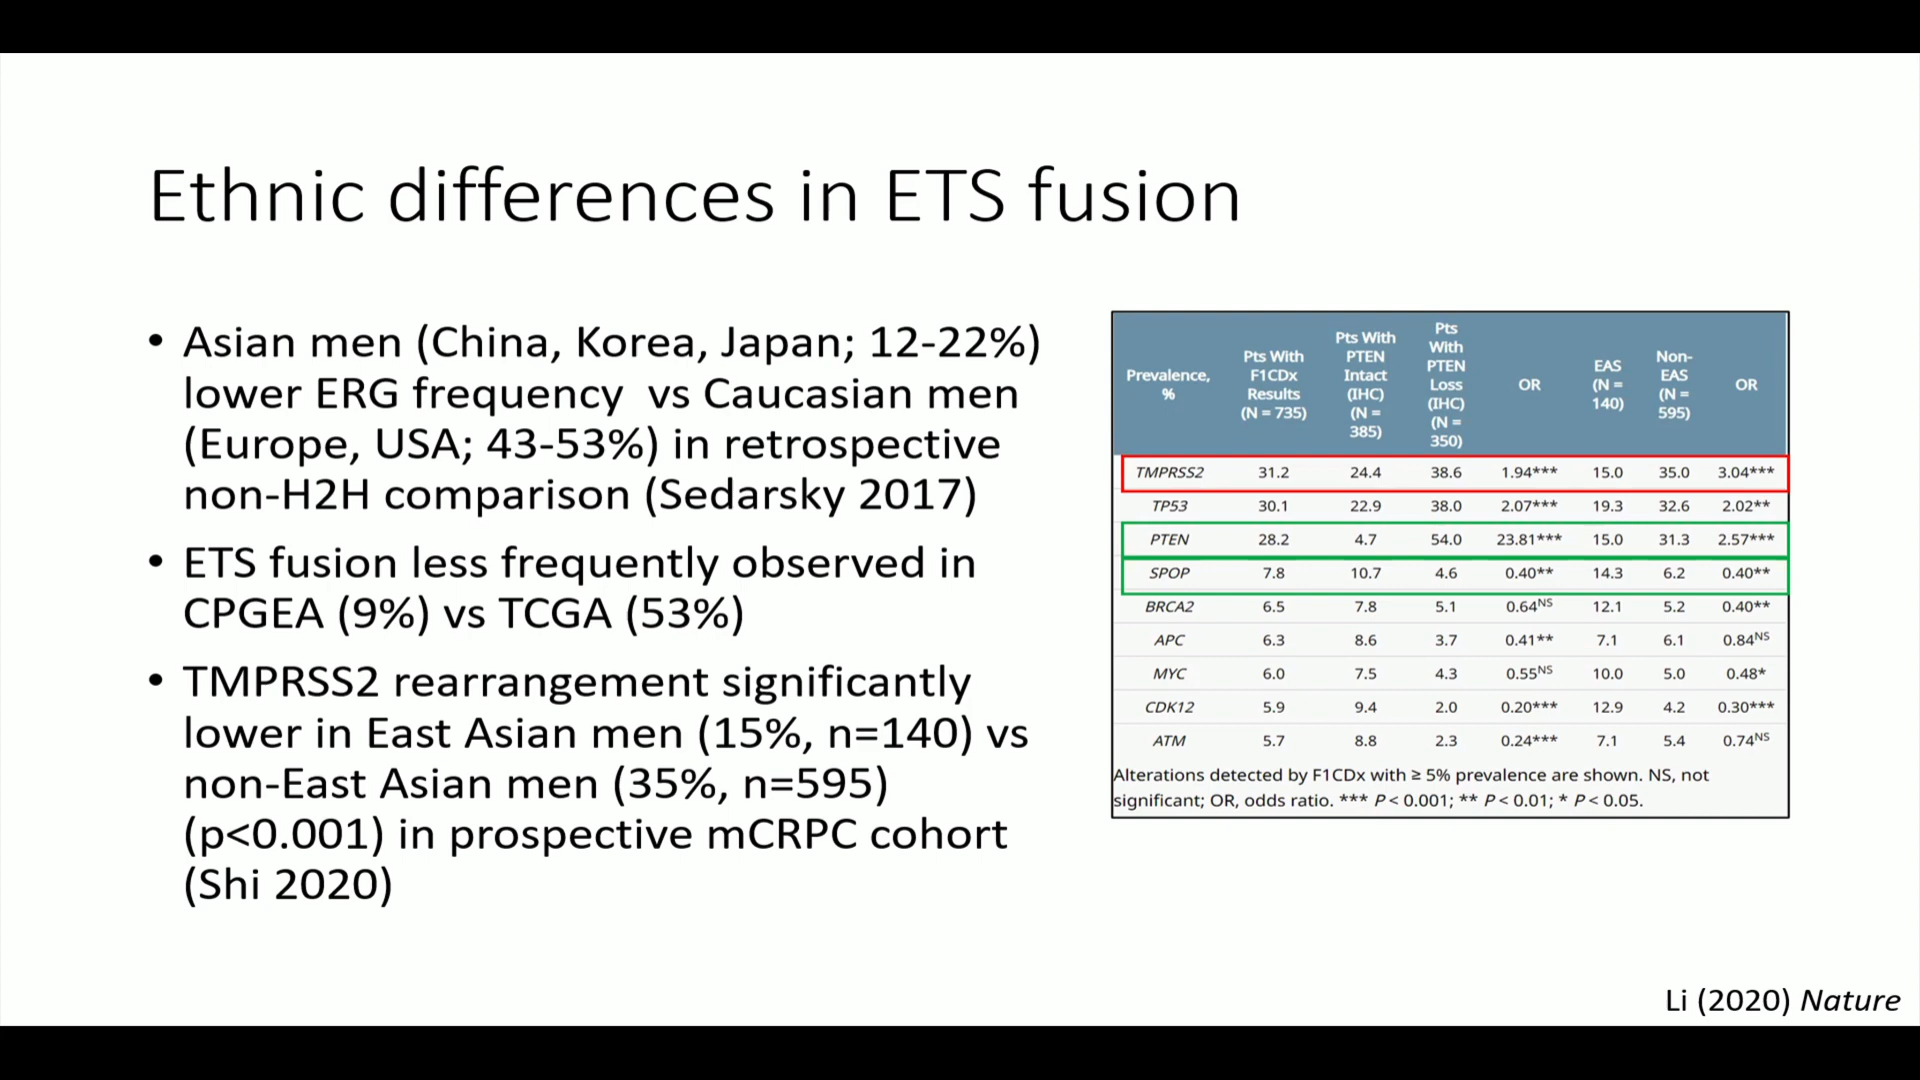 Ethnic differences in ETS fusion
• Asian men (China, Korea, Japan; 12-22%)
lower ERG frequency vs Caucasian men
(Europe, USA; 43-53%) in retrospective
non-H2H comparison (Sedarsky 2017)
• ETS fusion less frequently observed in
CPGEA (9%) vs TCGA (53%)
• TMPRSS2 rearrangement significantly
lower in East Asian men (15%, n=140) vs
non-East Asian men (35%, n=595)
(p<0.001) in prospective mCRPC cohort
(Shi 2020)
Prevalence,
%
Pts With
F1CDx
Results
(N = 735)
Pts With
PTEN
Intact
(IHC)
(N =
385)
Pts
With
PTEN
Loss
(IHC)
(N =
350)
OR
EAS
(N =
140)
Non-
EAS
(N =
595)
OR
TMPRSS2 31.2 24.4 38.6 1.94*** 15.0 35.0 3.04***
TP53 30.1 22.9 38.0 2.07*** 19.3 32.6 2.02**
PTEN 28.2 4.7 54.0 23.81*** 15.0 31.3 2.57***
SPOP 7.8 10.7 4.6 0.40** 14.3 6.2 0.40**
BRCA2 6.5 7.8 5.1 0.64NS 12.1 5.2 0.40**
APC 6.3 8.6 3.7 0.41** 7.1 6.1 0.84NS
MYC 6.0 7.5 4.3 0.55NS 10.0 5.0 0.48*
CDK12 5.9 9.4 2.0 0.20*** 12.9 4.2 0.30***
ATM 5.7 8.8 2.3 0.24*** 7.1 5.4 0.74NS
Alterations detected by F1CDx with ≥ 5% prevalence are shown. NS, not
significant; OR, odds ratio. *** P < 0.001; ** P < 0.01; * P < 0.05.
Li (2020) Nature